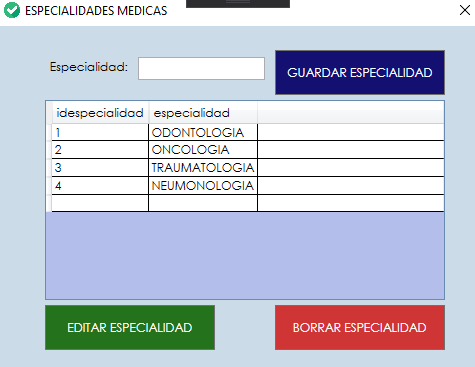 ESPECIALIDADES MEDICAS
Especialidad:
GUARDAR ESPECIALIDAD
idespecialidad especialidad
1 ODONTOLOGIA
2 ONCOLOGIA
3 TRAUMATOLOGIA
4 NEUMONOLOGIA
EDITAR ESPECIALIDAD
BORRAR ESPECIALIDAD